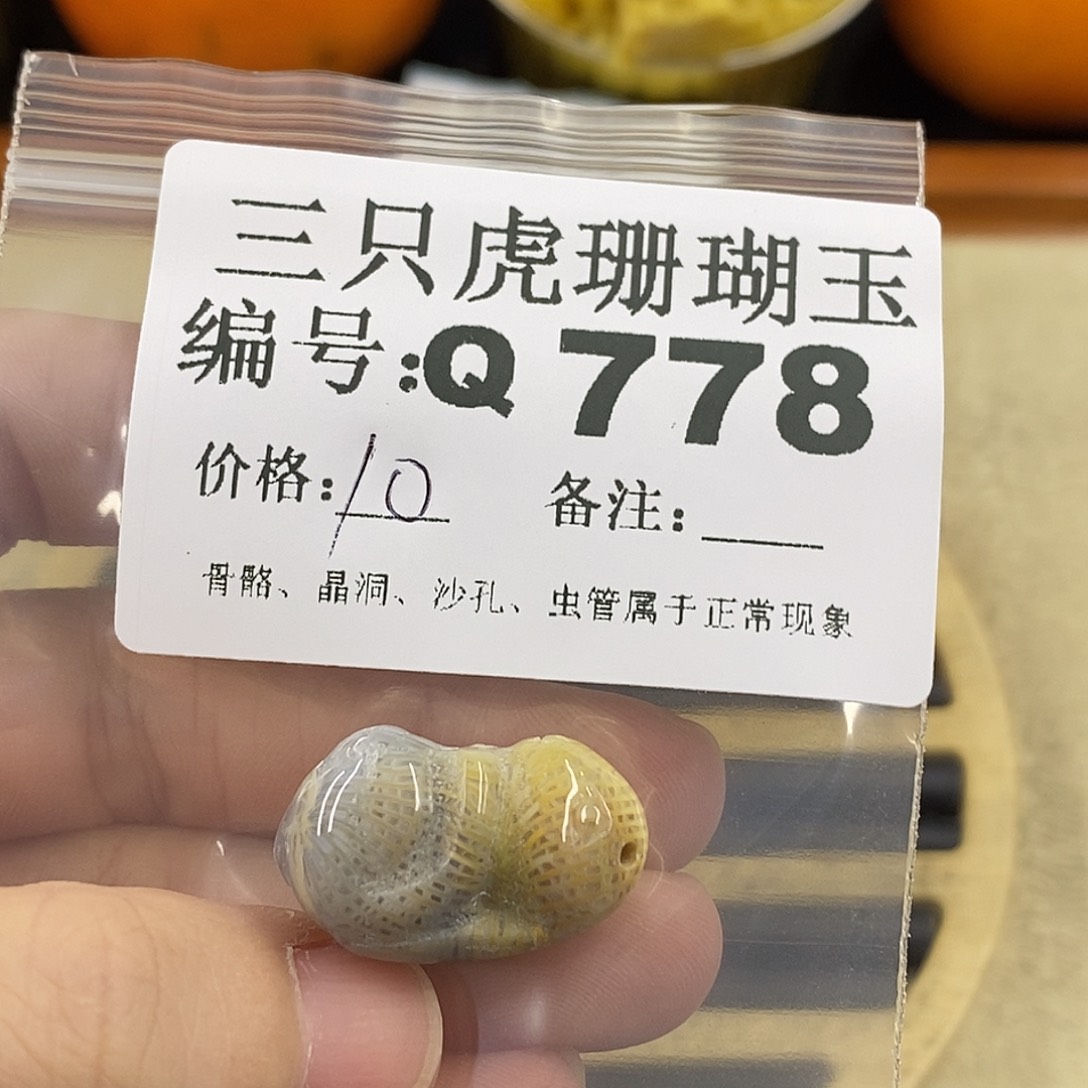 三只虎珊瑚玉
编号:Q 778
价格:10 备注:____
骨骼、晶洞、沙孔、虫管属于正常现象